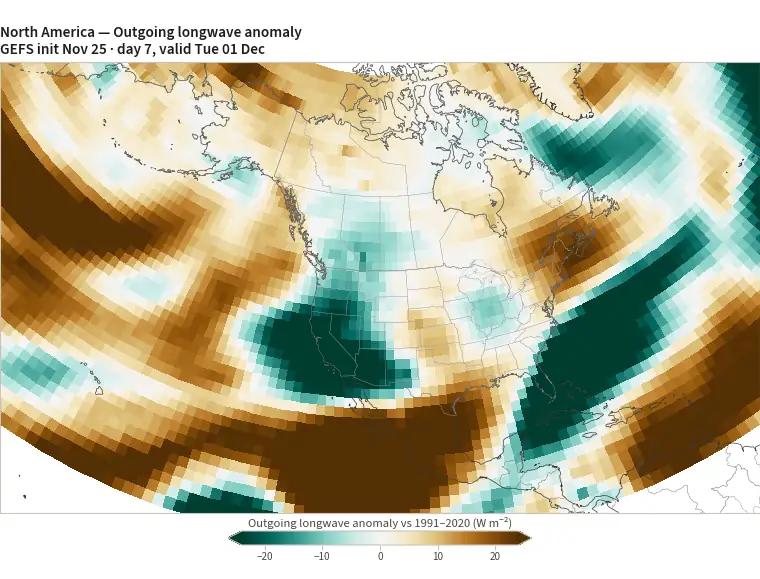 North America — Outgoing longwave anomaly
GEFS init Nov 25 · day 7, valid Tue 01 Dec
Outgoing longwave anomaly vs 1991–2020 (W m⁻²)
−20 −10 0 10 20